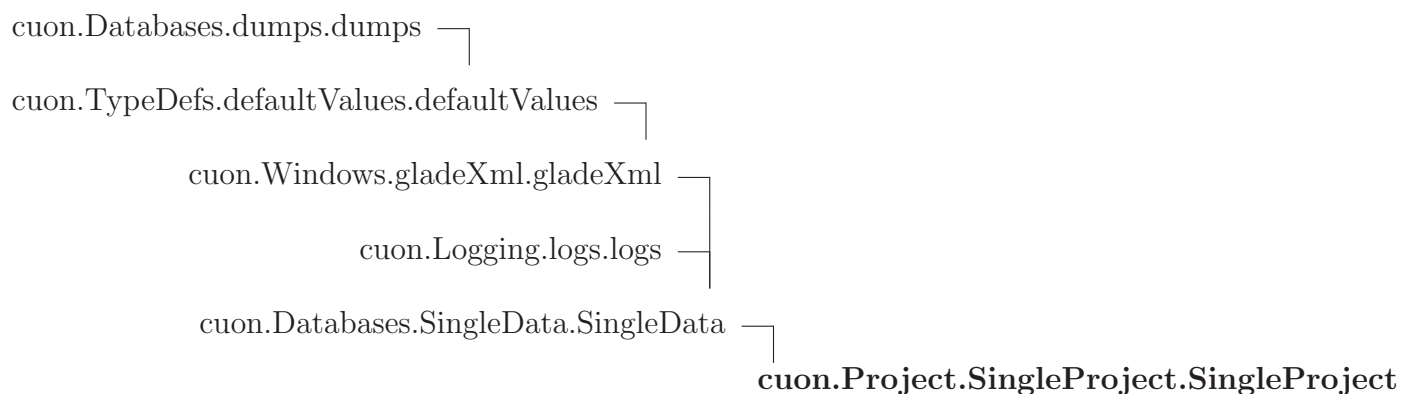 cuon.Databases.dumps.dumps
cuon.TypeDefs.defaultValues.defaultValues
cuon.Windows.gladeXml.gladeXml
cuon.Logging.logs.logs
cuon.Databases.SingleData.SingleData
cuon.Project.SingleProject.SingleProject